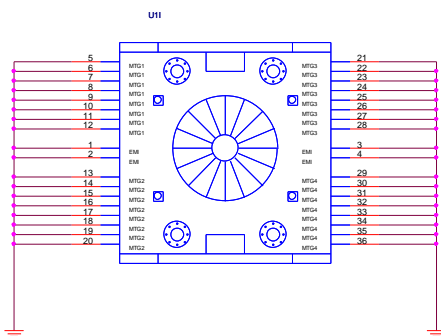 U1I
5 MTG1 MTG3 21
6 MTG1 MTG3 22
7 MTG1 MTG3 23
8 MTG1 MTG3 24
9 MTG1 MTG3 25
10 MTG1 MTG3 26
11 MTG1 MTG3 27
12 MTG1 MTG3 28
1 EMI EMI 3
2 EMI EMI 4
13 MTG2 MTG4 29
14 MTG2 MTG4 30
15 MTG2 MTG4 31
16 MTG2 MTG4 32
17 MTG2 MTG4 33
18 MTG2 MTG4 34
19 MTG2 MTG4 35
20 MTG2 MTG4 36